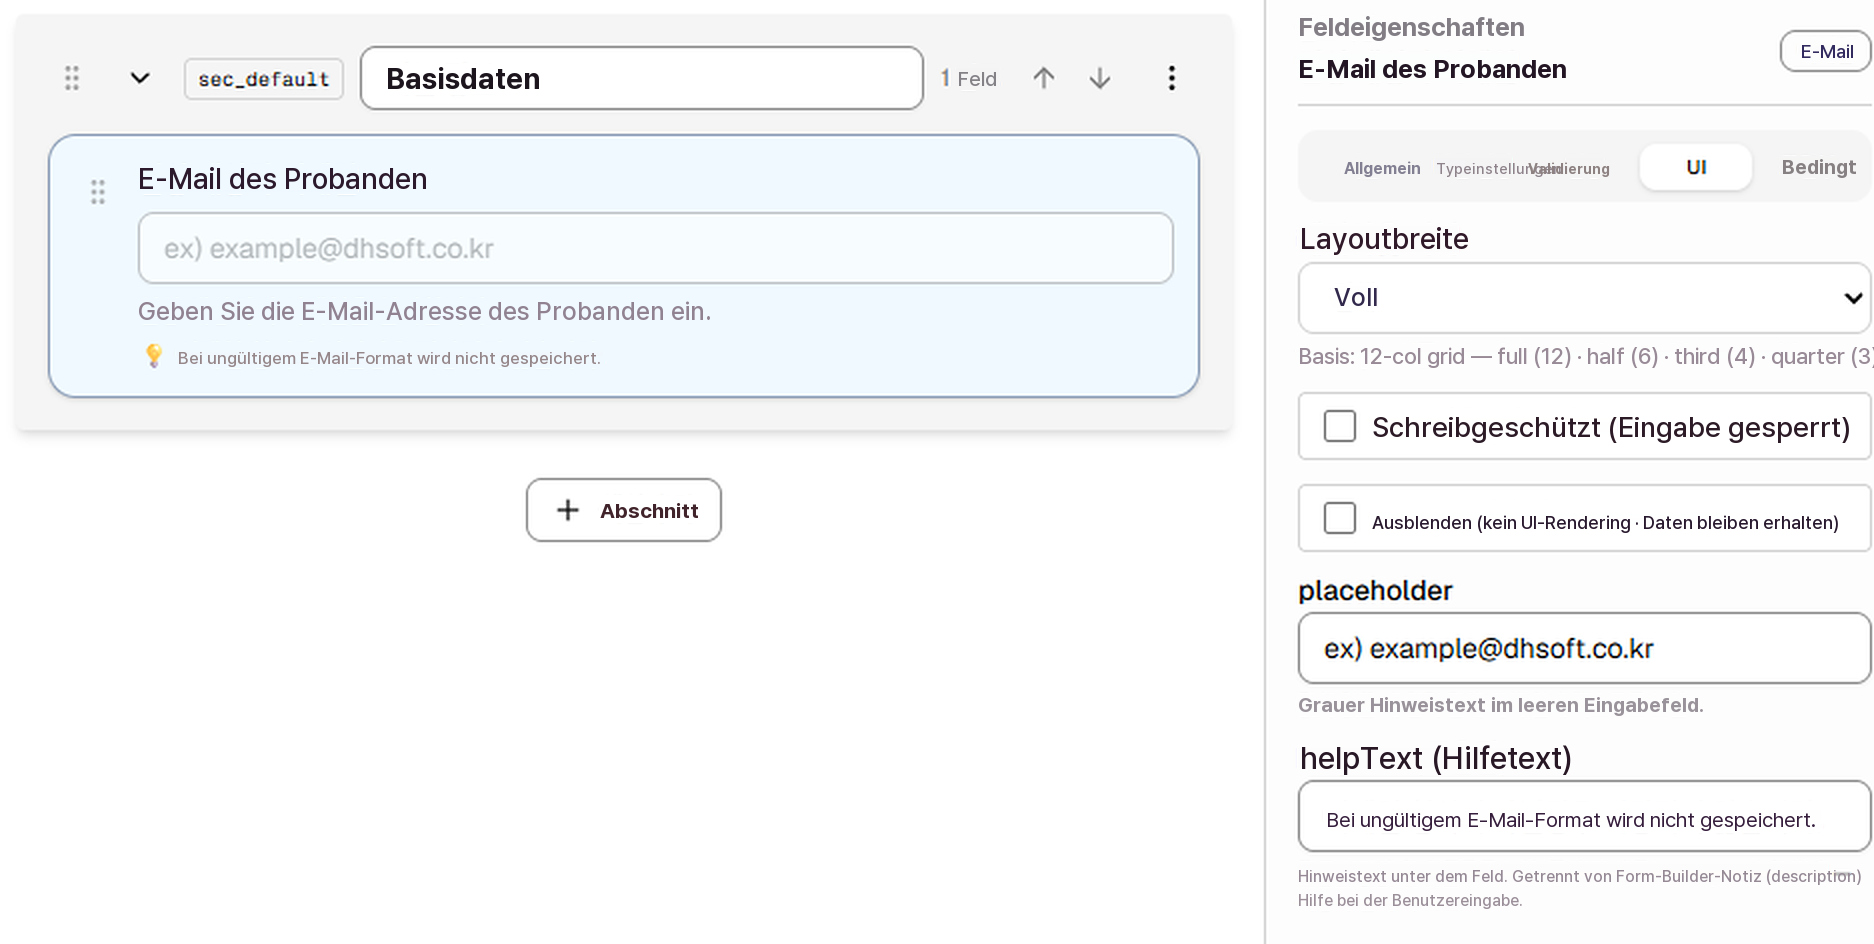 sec_default
Basisdaten
1 Feld
E-Mail des Probanden
ex) example@dhsoft.co.kr
Geben Sie die E-Mail-Adresse des Probanden ein.
Bei ungültigem E-Mail-Format wird nicht gespeichert.
Abschnitt
Feldeigenschaften
E-Mail des Probanden
E-Mail
Allgemein
Typeinstellungen
Validierung
UI
Bedingt
Layoutbreite
Voll
Basis: 12-col grid — full (12) · half (6) · third (4) · quarter (3)
Schreibgeschützt (Eingabe gesperrt)
Ausblenden (kein UI-Rendering · Daten bleiben erhalten)
placeholder
ex) example@dhsoft.co.kr
Grauer Hinweistext im leeren Eingabefeld.
helpText (Hilfetext)
Bei ungültigem E-Mail-Format wird nicht gespeichert.
Hinweistext unter dem Feld. Getrennt von Form-Builder-Notiz (description)
Hilfe bei der Benutzereingabe.